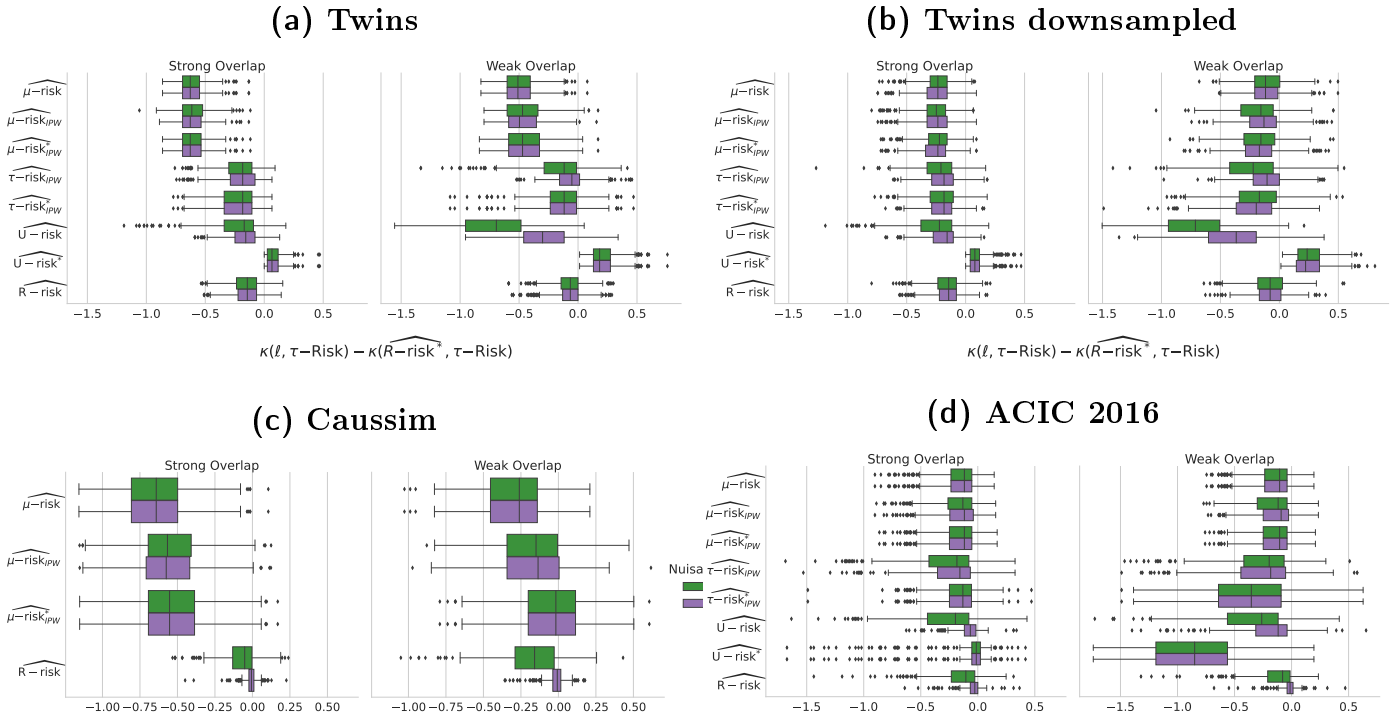 (a) Twins
Strong Overlap
Weak Overlap
μ−risk
μ−risk_IPW
μ−risk*_IPW
τ−risk_IPW
τ−risk*_IPW
U−risk
U−risk*
R−risk
−1.5 −1.0 −0.5 0.0 −1.5 −1.0 −0.5 0.0 0.5
κ(ℓ, τ−Risk) − κ(R−risk*, τ−Risk)
(b) Twins downsampled
Strong Overlap
Weak Overlap
μ−risk
μ−risk_IPW
μ−risk*_IPW
τ−risk_IPW
τ−risk*_IPW
U−risk
U−risk*
R−risk
−1.5 −1.0 −0.5 0.0 0.5 −1.5 −1.0 −0.5 0.0 0.5
κ(ℓ, τ−Risk) − κ(R−risk*, τ−Risk)
(c) Caussim
Strong Overlap
Weak Overlap
μ−risk
μ−risk_IPW
μ−risk*_IPW
R−risk
−1.00 −0.75 −0.50 −0.25 0.00 0.25 0.50 −1.00 −0.75 −0.50 −0.25 0.00 0.25 0.50
Nuisa
(d) ACIC 2016
Strong Overlap
Weak Overlap
μ−risk
μ−risk_IPW
μ−risk*_IPW
τ−risk_IPW
τ−risk*_IPW
U−risk
U−risk*
R−risk
−1.5 −1.0 −0.5 0.0 0.5 −1.5 −1.0 −0.5 0.0 0.5